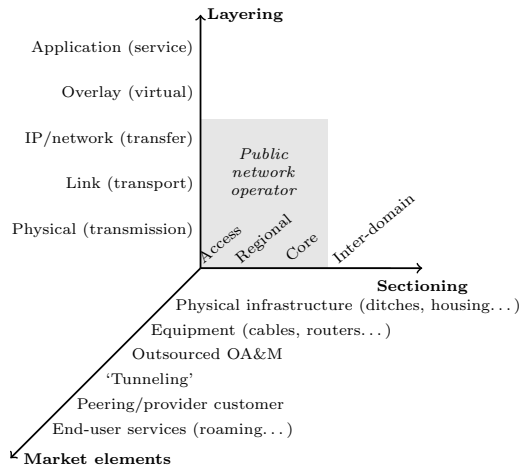 Layering
Application (service)
Overlay (virtual)
IP/network (transfer)
Public
network
operator
Link (transport)
Physical (transmission)
Access
Regional
Core
Inter-domain
Sectioning
Physical infrastructure (ditches, housing...)
Equipment (cables, routers...)
Outsourced OA&M
‘Tunneling’
Peering/provider customer
End-user services (roaming...)
Market elements